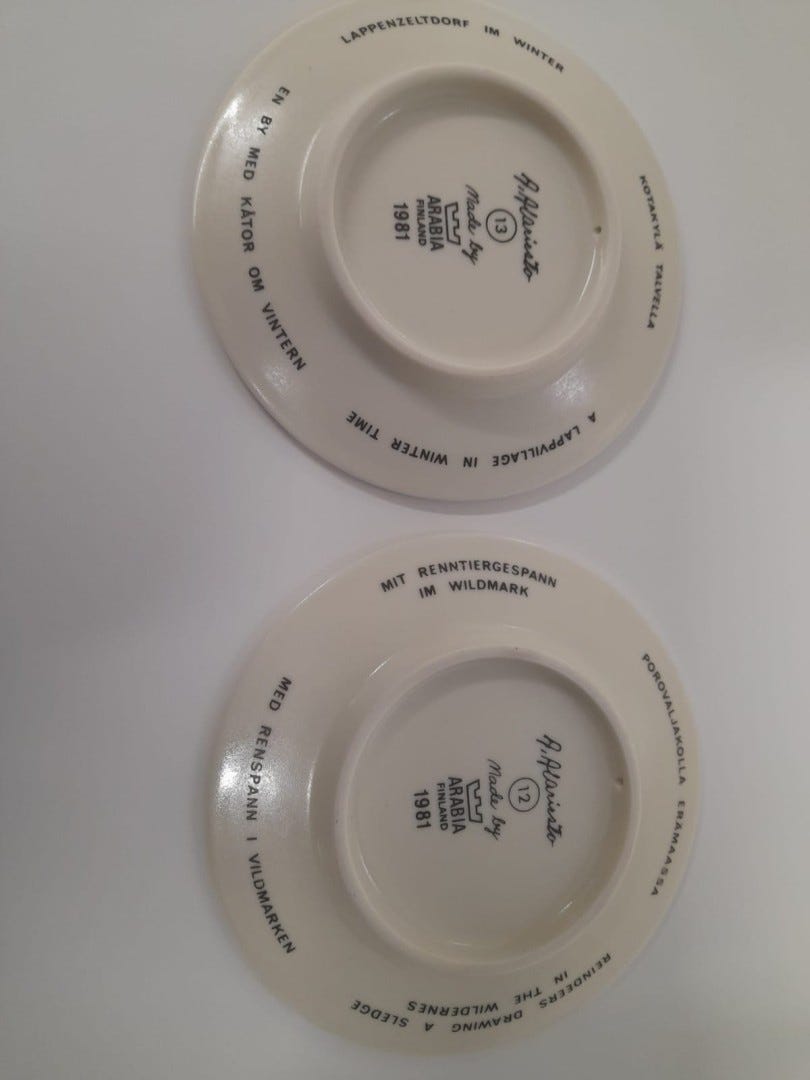 KOTAKYLÄ TALVELLA
A LAPPVILLAGE IN WINTER TIME
EN BY MED KÅTOR OM VINTERN
LAPPENZELTDORF IM WINTER
A. Alariesto
13
Made by
ARABIA
FINLAND
1981
POROVALJAKOLLA ERÄMAASSA
REINDEERS DRAWING A SLEDGE
IN THE WILDERNES
MED RENSPANN I VILDMARKEN
MIT RENNTIERGESPANN
IM WILDMARK
A. Alariesto
12
Made by
ARABIA
FINLAND
1981